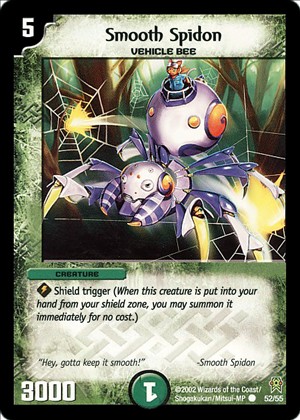 5
Smooth Spidon
VEHICLE BEE
CREATURE
Shield trigger (When this creature is put into your
hand from your shield zone, you may summon it
immediately for no cost.)
"Hey, gotta keep it smooth!" -Smooth Spidon
3000
1
©2002 Wizards of the Coast/
Shogakukan/Mitsui-MP ● 52/55